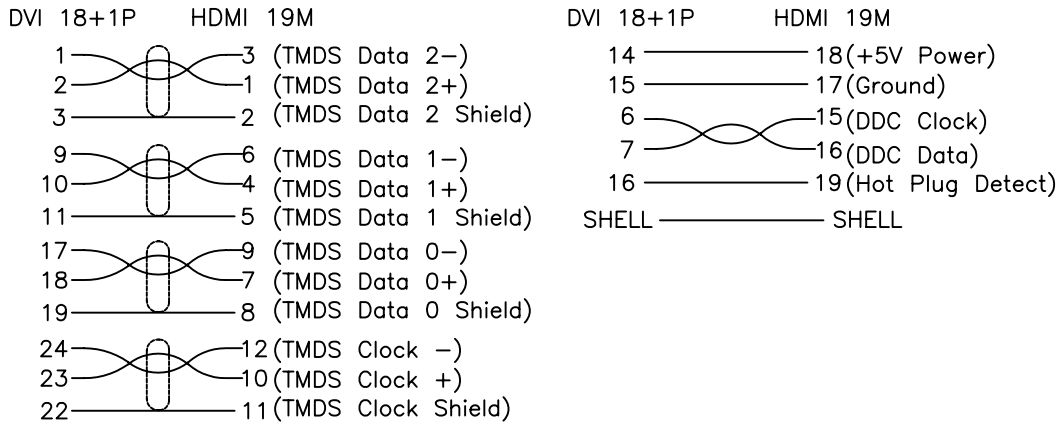 DVI 18+1P HDMI 19M
1 3 (TMDS Data 2−)
2 1 (TMDS Data 2+)
3 2 (TMDS Data 2 Shield)
9 6 (TMDS Data 1−)
10 4 (TMDS Data 1+)
11 5 (TMDS Data 1 Shield)
17 9 (TMDS Data 0−)
18 7 (TMDS Data 0+)
19 8 (TMDS Data 0 Shield)
24 12 (TMDS Clock −)
23 10 (TMDS Clock +)
22 11 (TMDS Clock Shield)
DVI 18+1P HDMI 19M
14 18 (+5V Power)
15 17 (Ground)
6 15 (DDC Clock)
7 16 (DDC Data)
16 19 (Hot Plug Detect)
SHELL SHELL